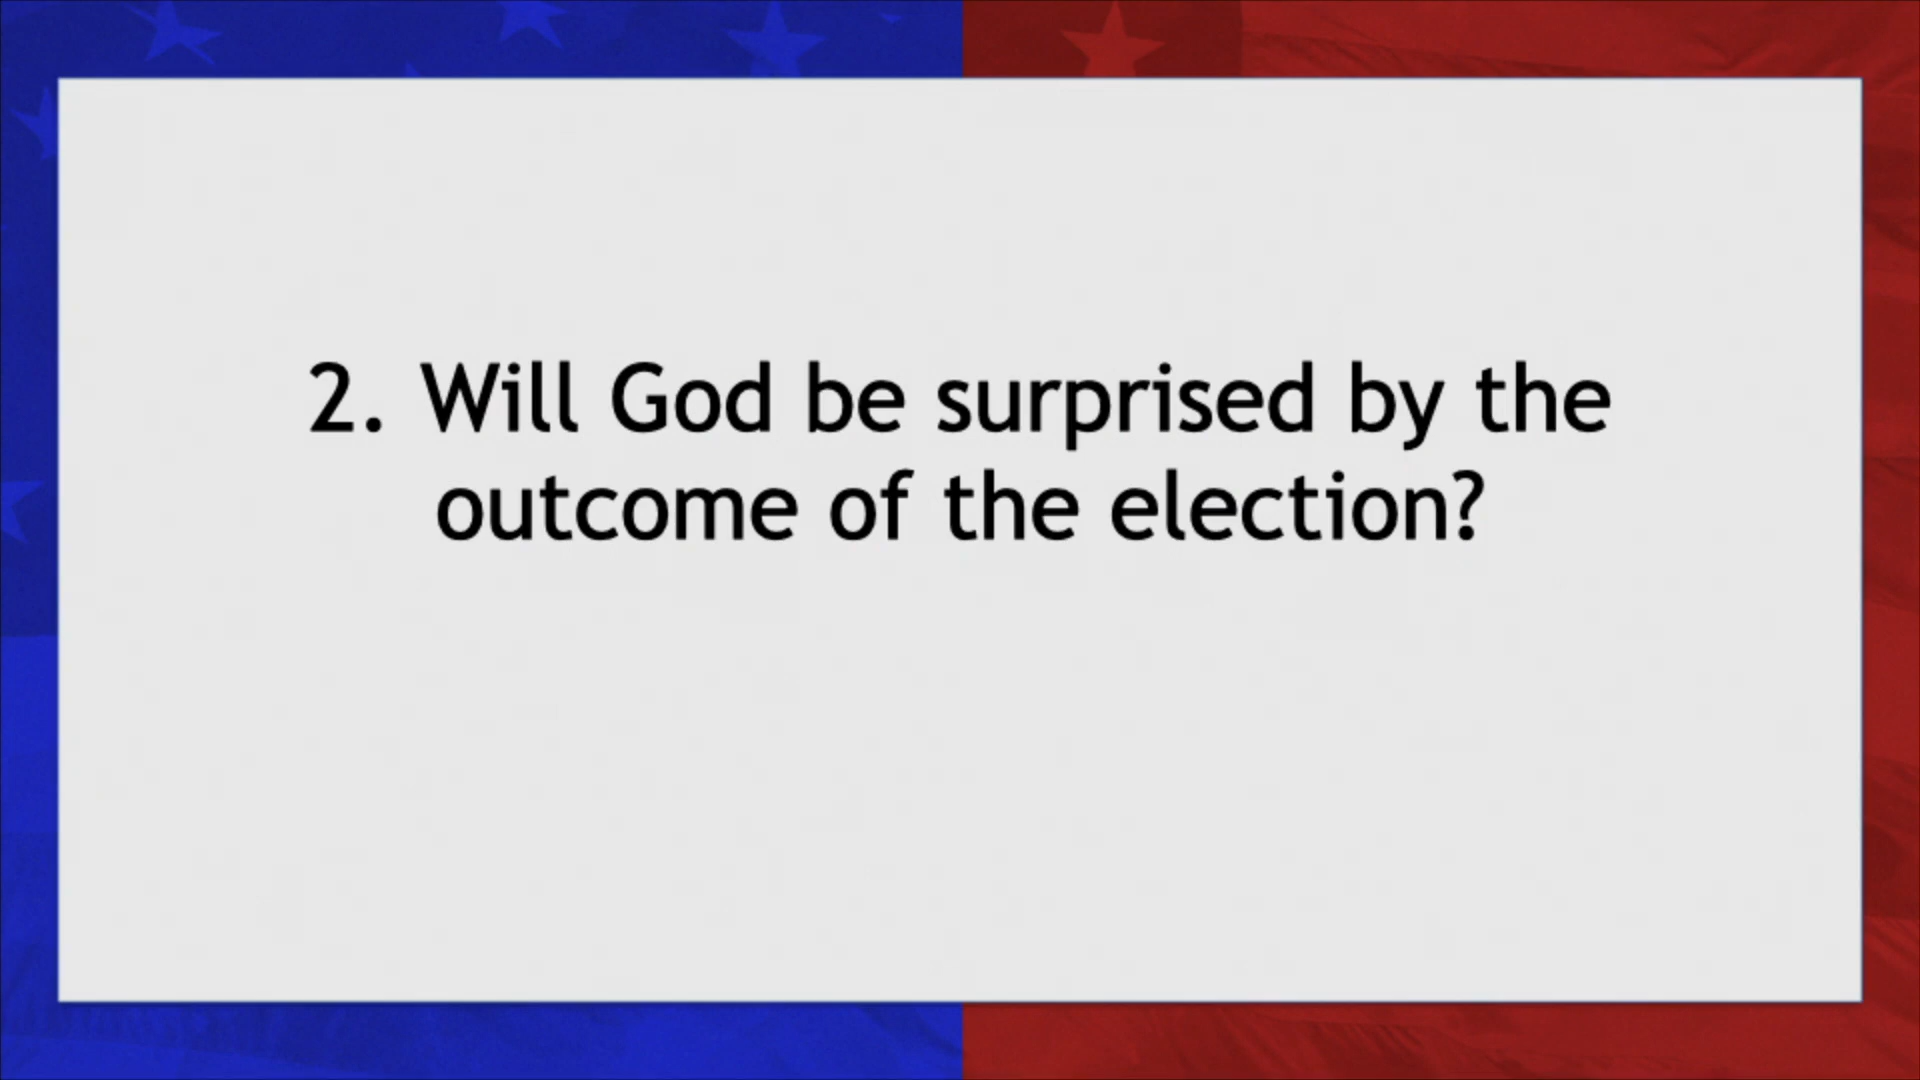 2. Will God be surprised by the
outcome of the election?